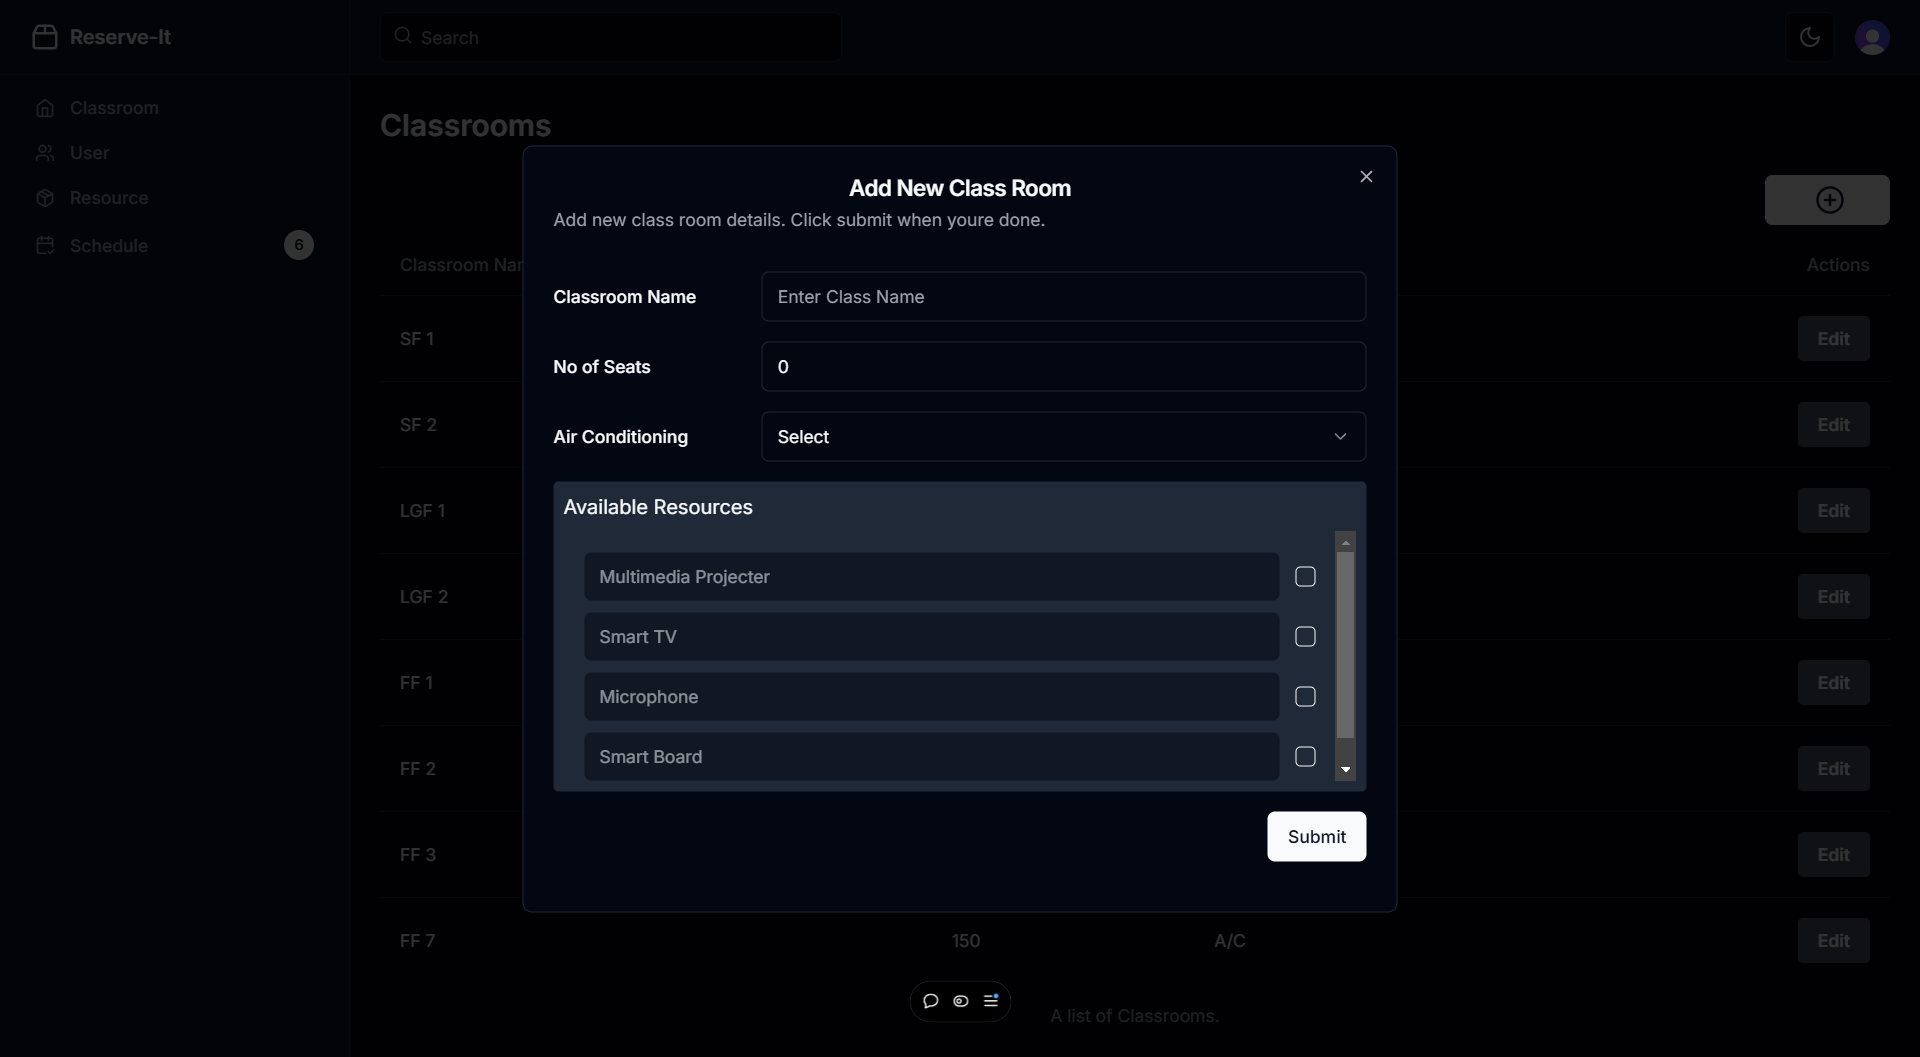 Reserve-It
Search
Classroom
User
Resource
Schedule
6
Classrooms
Add New Class Room
Add new class room details. Click submit when youre done.
Classroom Name
Enter Class Name
No of Seats
0
Air Conditioning
Select
Available Resources
Multimedia Projecter
Smart TV
Microphone
Smart Board
Submit
Actions
SF 1
Edit
SF 2
Edit
LGF 1
Edit
LGF 2
Edit
FF 1
Edit
FF 2
Edit
FF 3
Edit
FF 7 150 A/C Edit
A list of Classrooms.